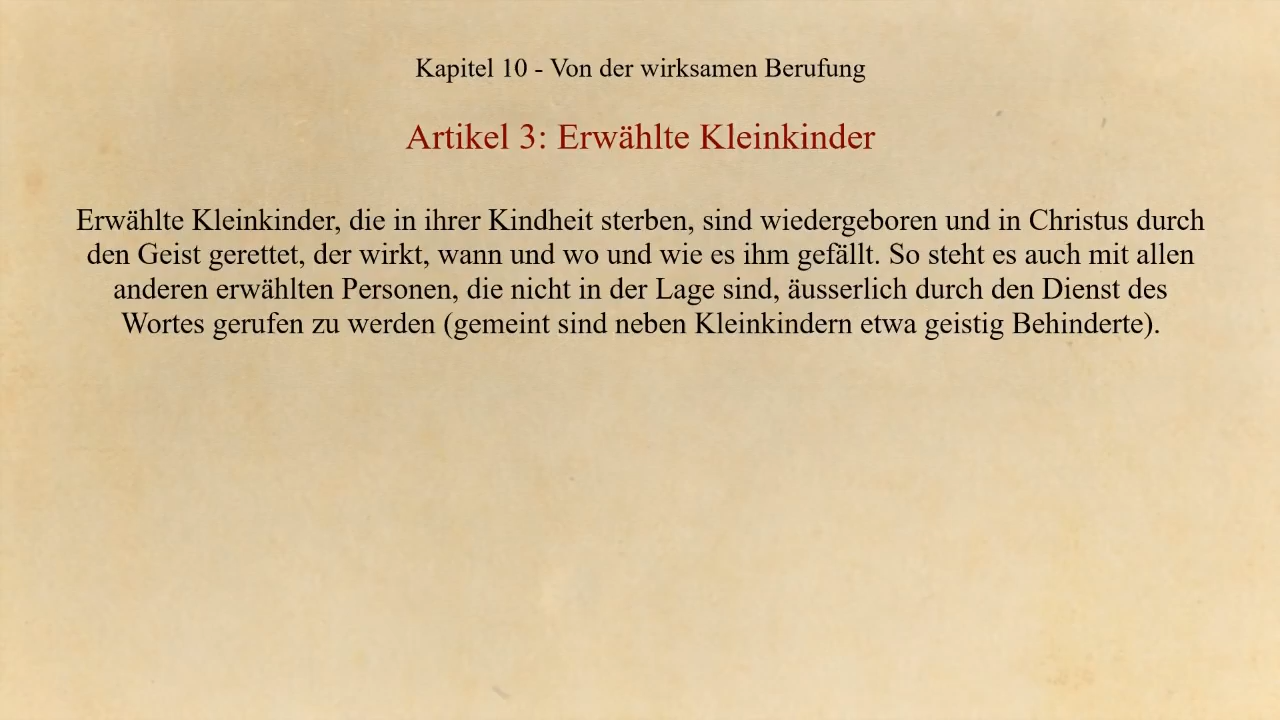 Kapitel 10 - Von der wirksamen Berufung
Artikel 3: Erwählte Kleinkinder
Erwählte Kleinkinder, die in ihrer Kindheit sterben, sind wiedergeboren und in Christus durch
den Geist gerettet, der wirkt, wann und wo und wie es ihm gefällt. So steht es auch mit allen
anderen erwählten Personen, die nicht in der Lage sind, äusserlich durch den Dienst des
Wortes gerufen zu werden (gemeint sind neben Kleinkindern etwa geistig Behinderte).